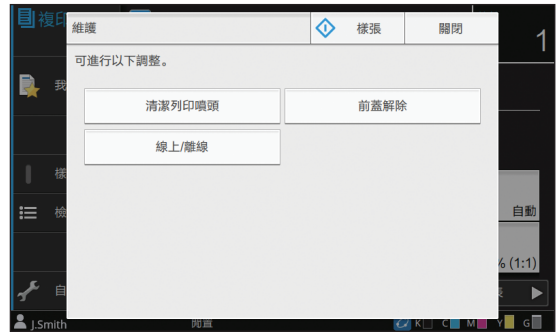 複印
維護
樣張
關閉
1
可進行以下調整。
我
清潔列印噴頭
前蓋解除
線上/離線
樣
檢
自動
% (1:1)
自
J.Smith
閒置
K
C
M
Y
G